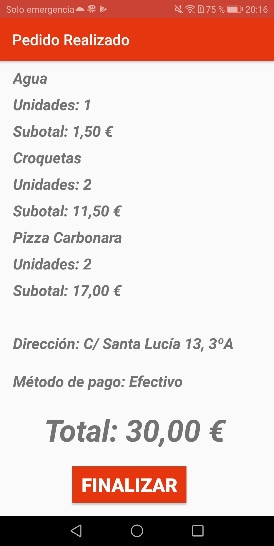 Solo emergencia 75 % 20:16
Pedido Realizado
Agua
Unidades: 1
Subotal: 1,50 €
Croquetas
Unidades: 2
Subotal: 11,50 €
Pizza Carbonara
Unidades: 2
Subotal: 17,00 €
Dirección: C/ Santa Lucía 13, 3ºA
Método de pago: Efectivo
Total: 30,00 €
FINALIZAR